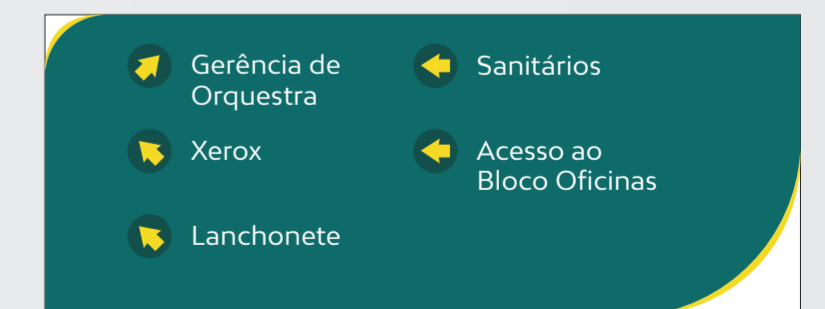 Gerência de
Orquestra
Xerox
Lanchonete
Sanitários
Acesso ao
Bloco Oficinas